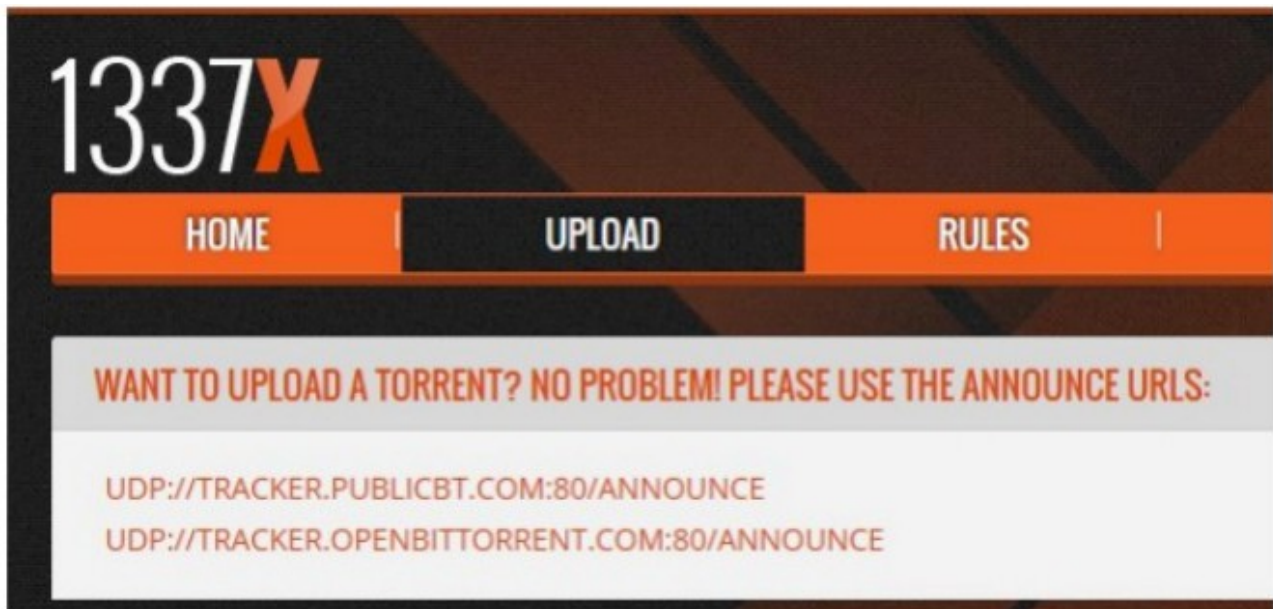 1337X
HOME UPLOAD RULES
WANT TO UPLOAD A TORRENT? NO PROBLEM! PLEASE USE THE ANNOUNCE URLS:
UDP://TRACKER.PUBLICBT.COM:80/ANNOUNCE
UDP://TRACKER.OPENBITTORRENT.COM:80/ANNOUNCE